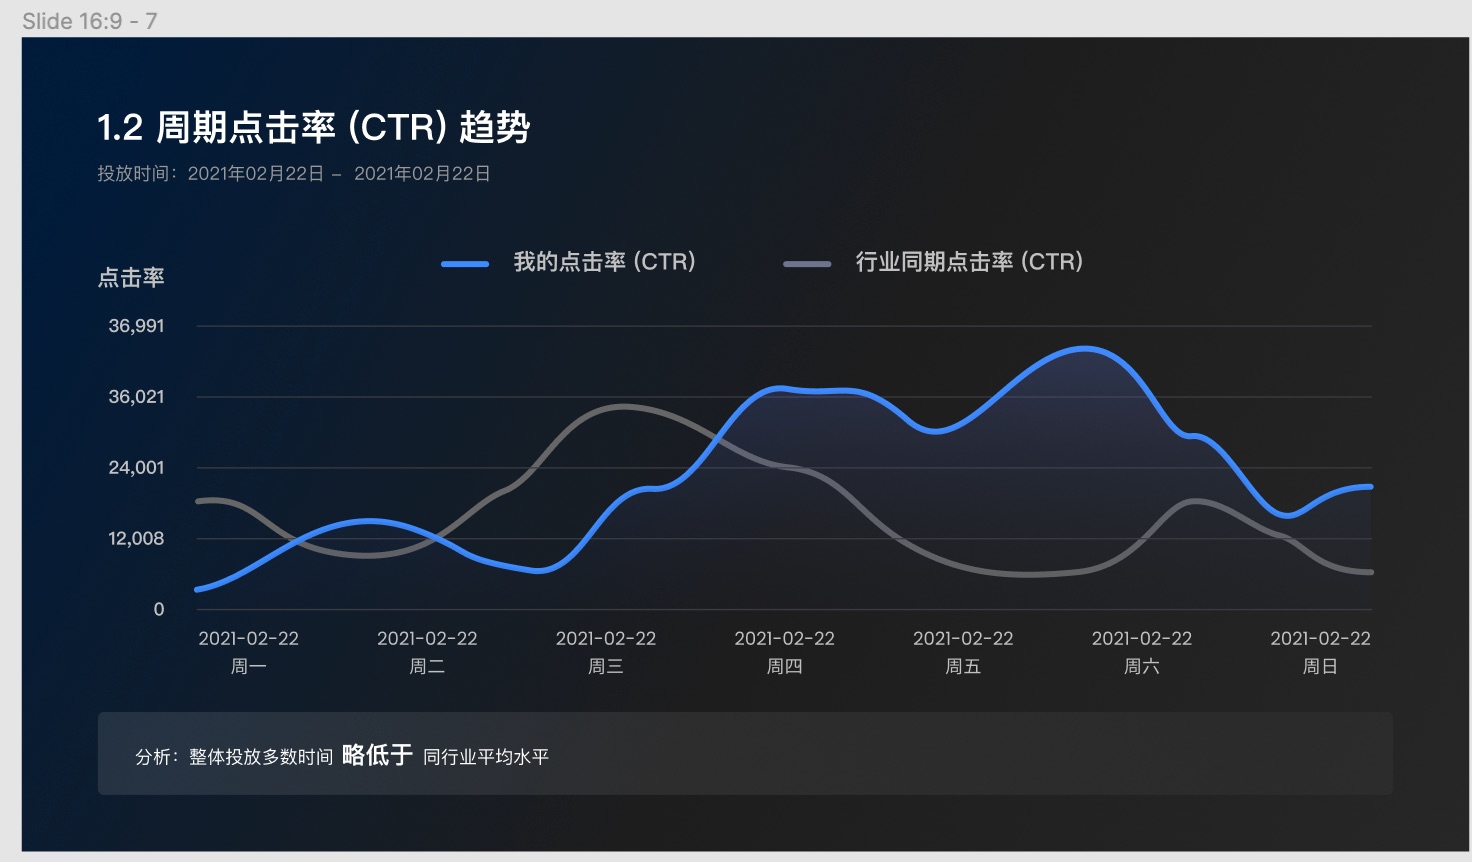 Slide 16:9 - 7
1.2 周期点击率 (CTR) 趋势
投放时间：2021年02月22日 – 2021年02月22日
我的点击率 (CTR)
行业同期点击率 (CTR)
点击率
36,991
36,021
24,001
12,008
0
2021-02-22
周一
2021-02-22
周二
2021-02-22
周三
2021-02-22
周四
2021-02-22
周五
2021-02-22
周六
2021-02-22
周日
分析：整体投放多数时间 略低于 同行业平均水平